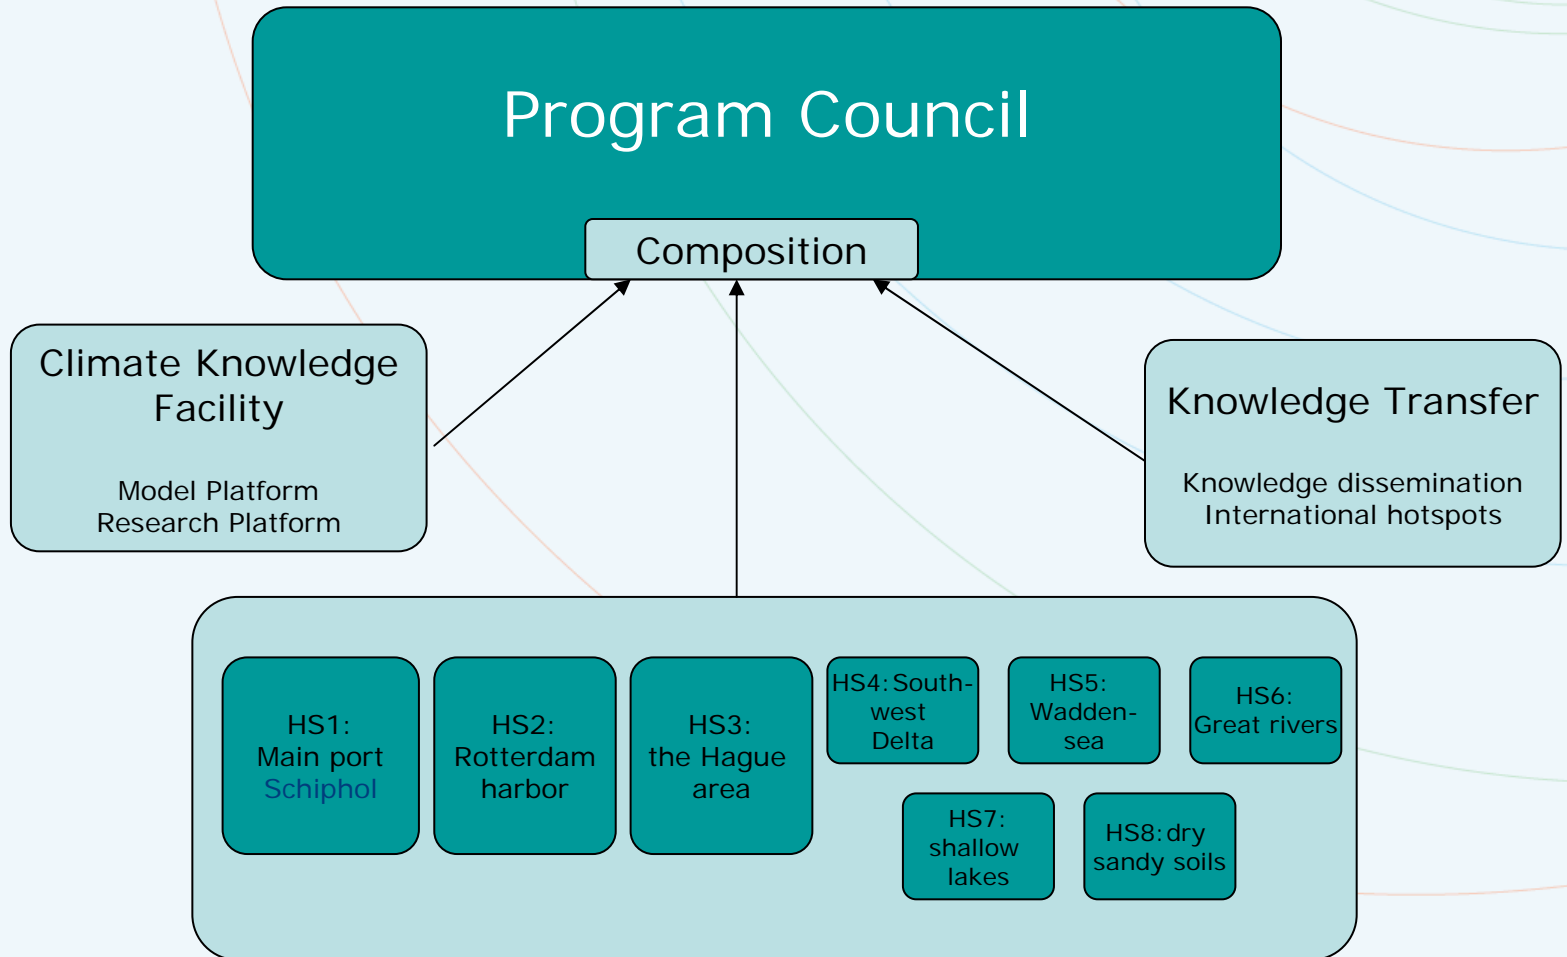 Program Council
Composition
Climate Knowledge
Facility
Model Platform
Research Platform
Knowledge Transfer
Knowledge dissemination
International hotspots
HS1:
Main port
Schiphol
HS2:
Rotterdam
harbor
HS3:
the Hague
area
HS4:South-
west
Delta
HS5:
Wadden-
sea
HS6:
Great rivers
HS7:
shallow
lakes
HS8:dry
sandy soils